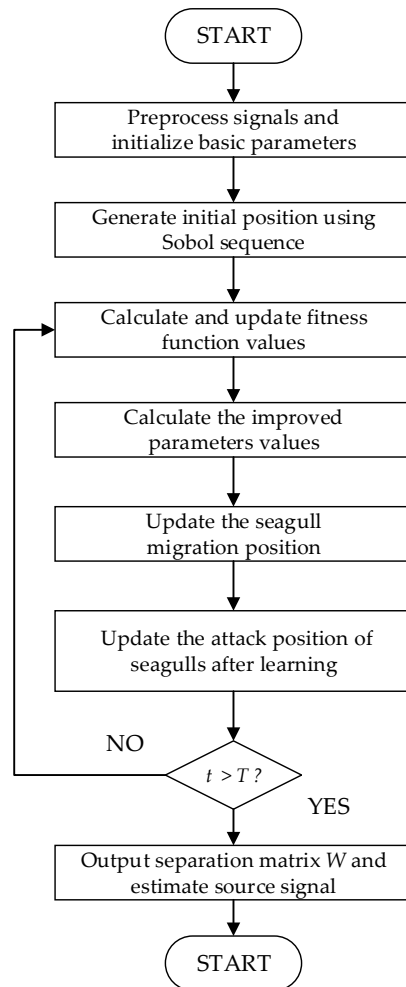 START
Preprocess signals and
initialize basic parameters
Generate initial position using
Sobol sequence
Calculate and update fitness
function values
Calculate the improved
parameters values
Update the seagull
migration position
Update the attack position of
seagulls after learning
NO
t > T ?
YES
Output separation matrix W and
estimate source signal
START